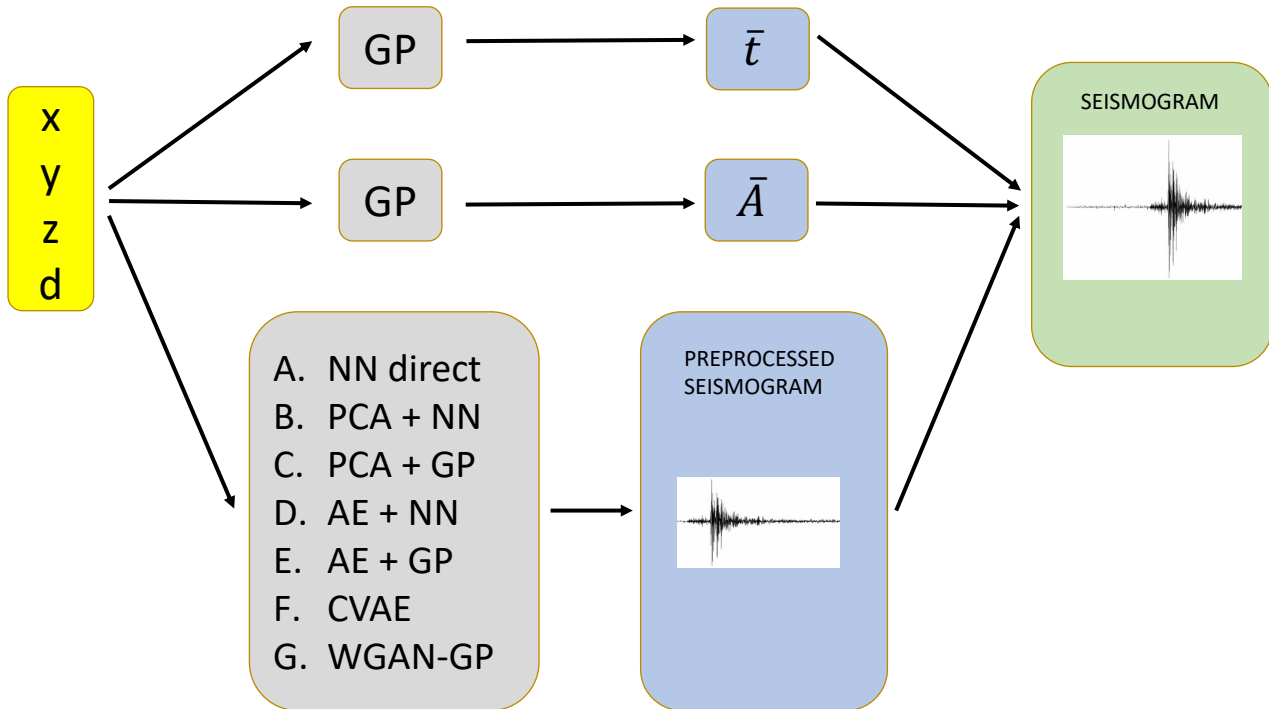 x
y
z
d
GP
t̄
GP
Ā
A. NN direct
B. PCA + NN
C. PCA + GP
D. AE + NN
E. AE + GP
F. CVAE
G. WGAN-GP
PREPROCESSED
SEISMOGRAM
SEISMOGRAM